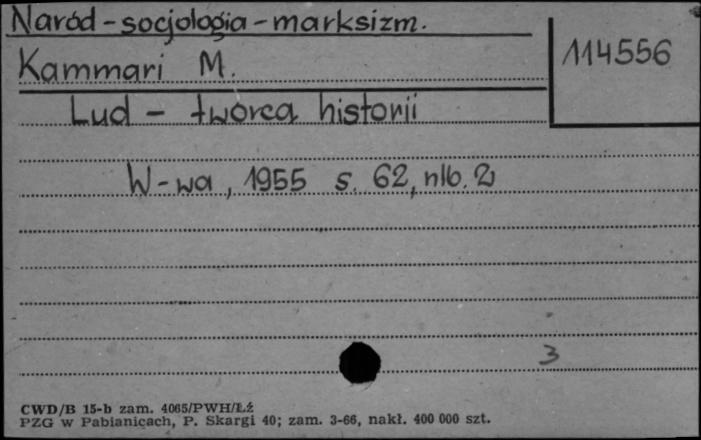 Naród - socjologia - marksizm.
114556
Kammari M.
Lud - twórca historii
W-wa, 1955 s. 62, nlb. 2
3
CWD/B 15-b zam. 4065/PWH/Łź
PZG w Pabianicach, P. Skargi 40; zam. 3-66, nakł. 400 000 szt.